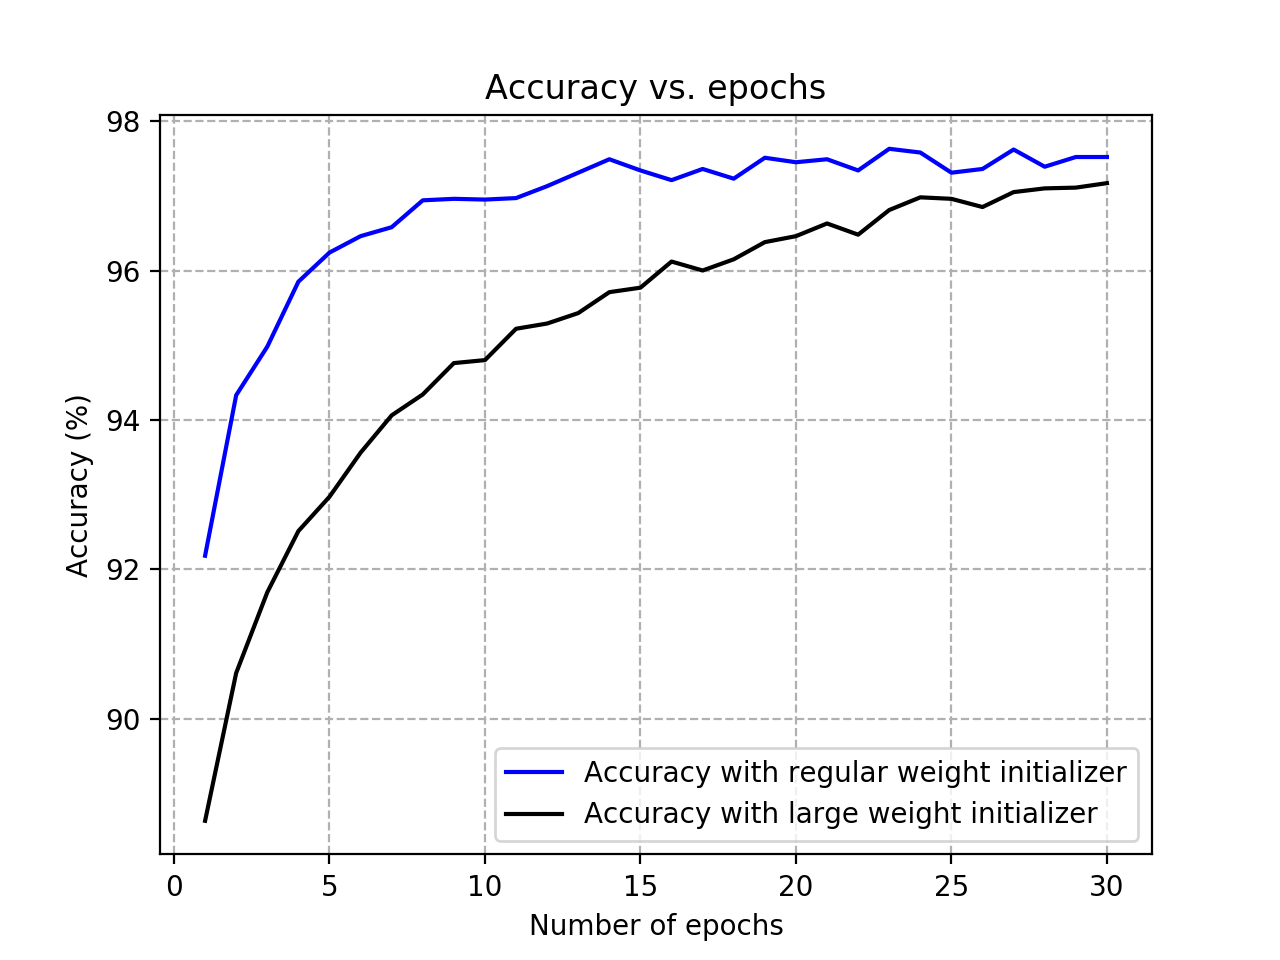 Accuracy vs. epochs
Accuracy (%)
98
96
94
92
90
Accuracy with regular weight initializer
Accuracy with large weight initializer
0 5 10 15 20 25 30
Number of epochs